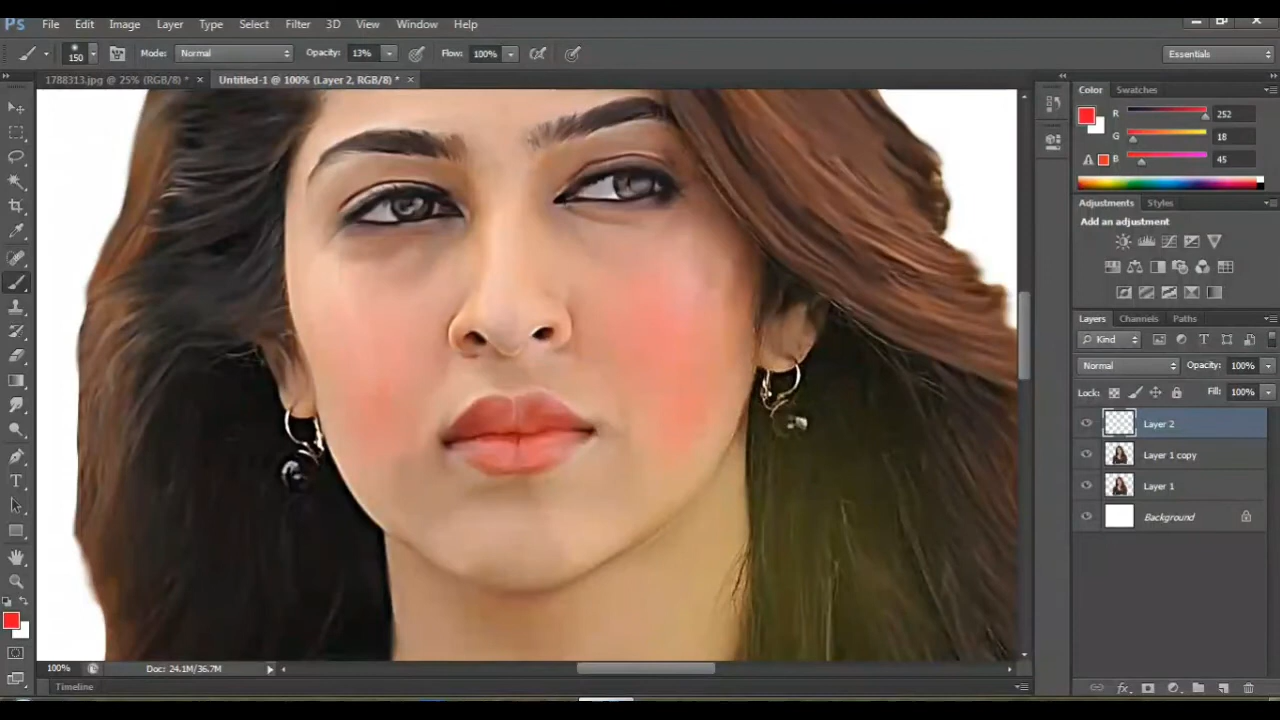 Ps File Edit Image Layer Type Select Filter 3D View Window Help
150 Mode: Normal Opacity: 13% Flow: 100% Essentials
1788313.jpg @ 25% (RGB/8) * × Untitled-1 @ 100% (Layer 2, RGB/8) * ×
Color Swatches
R 252
G 18
B 45
Adjustments Styles
Add an adjustment
Layers Channels Paths
Kind
Normal Opacity: 100%
Lock: Fill: 100%
Layer 2
Layer 1 copy
Layer 1
Background
100% Doc: 24.1M/36.7M
Timeline